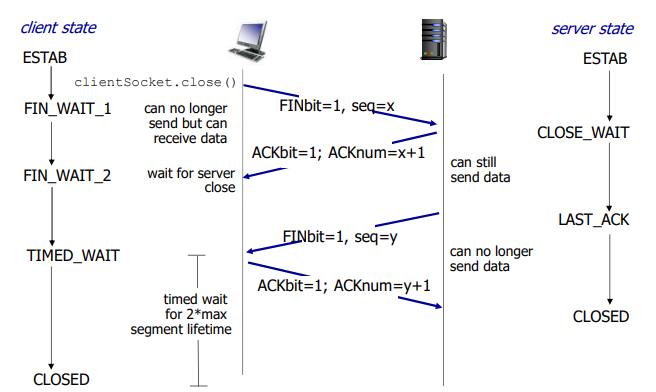 client state
server state
ESTAB
ESTAB
clientSocket.close()
FINbit=1, seq=x
FIN_WAIT_1
can no longer
send but can
receive data
CLOSE_WAIT
ACKbit=1; ACKnum=x+1
FIN_WAIT_2
wait for server
close
can still
send data
LAST_ACK
FINbit=1, seq=y
TIMED_WAIT
can no longer
send data
ACKbit=1; ACKnum=y+1
timed wait
for 2*max
segment lifetime
CLOSED
CLOSED